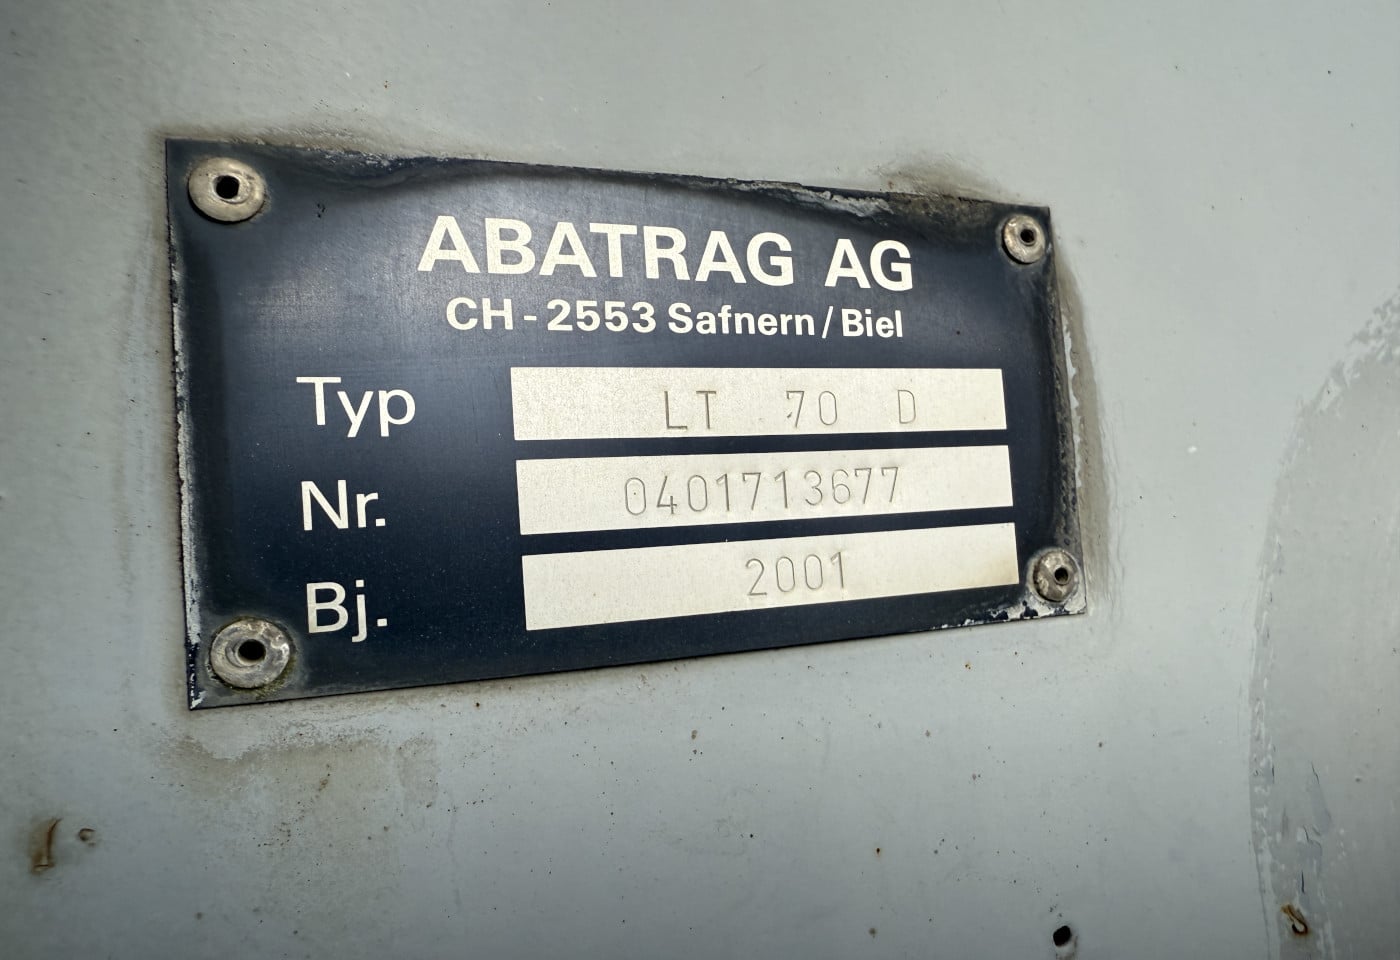 ABATRAG AG
CH-2553 Safnern/Biel
Typ LT 70 D
Nr. 0401713677
Bj. 2001